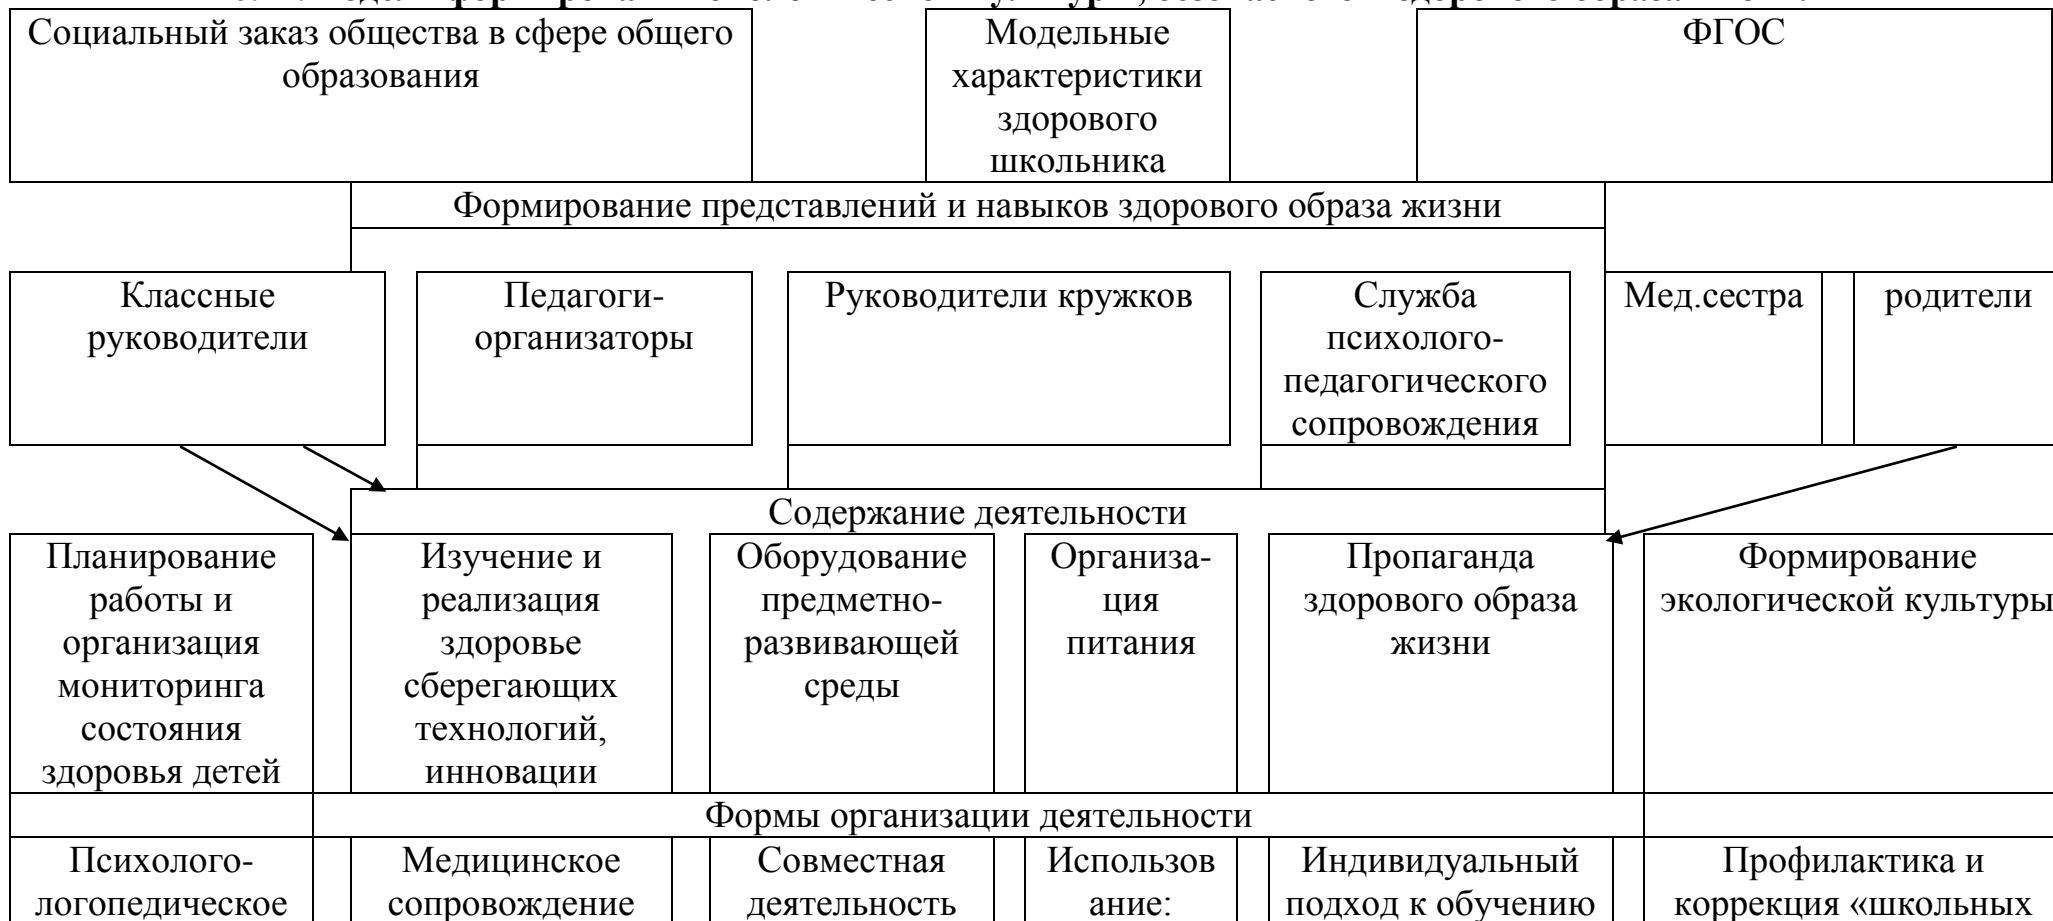 Социальный заказ общества в сфере общего
образования
Модельные
характеристики
здорового
школьника
ФГОС
Формирование представлений и навыков здорового образа жизни
Классные
руководители
Педагоги-
организаторы
Руководители кружков
Служба
психолого-
педагогического
сопровождения
Мед.сестра
родители
Содержание деятельности
Планирование
работы и
организация
мониторинга
состояния
здоровья детей
Изучение и
реализация
здоровье
сберегающих
технологий,
инновации
Оборудование
предметно-
развивающей
среды
Организа-
ция
питания
Пропаганда
здорового образа
жизни
Формирование
экологической культуры
Формы организации деятельности
Психолого-
логопедическое
Медицинское
сопровождение
Совместная
деятельность
Использов
ание:
Индивидуальный
подход к обучению
Профилактика и
коррекция «школьных